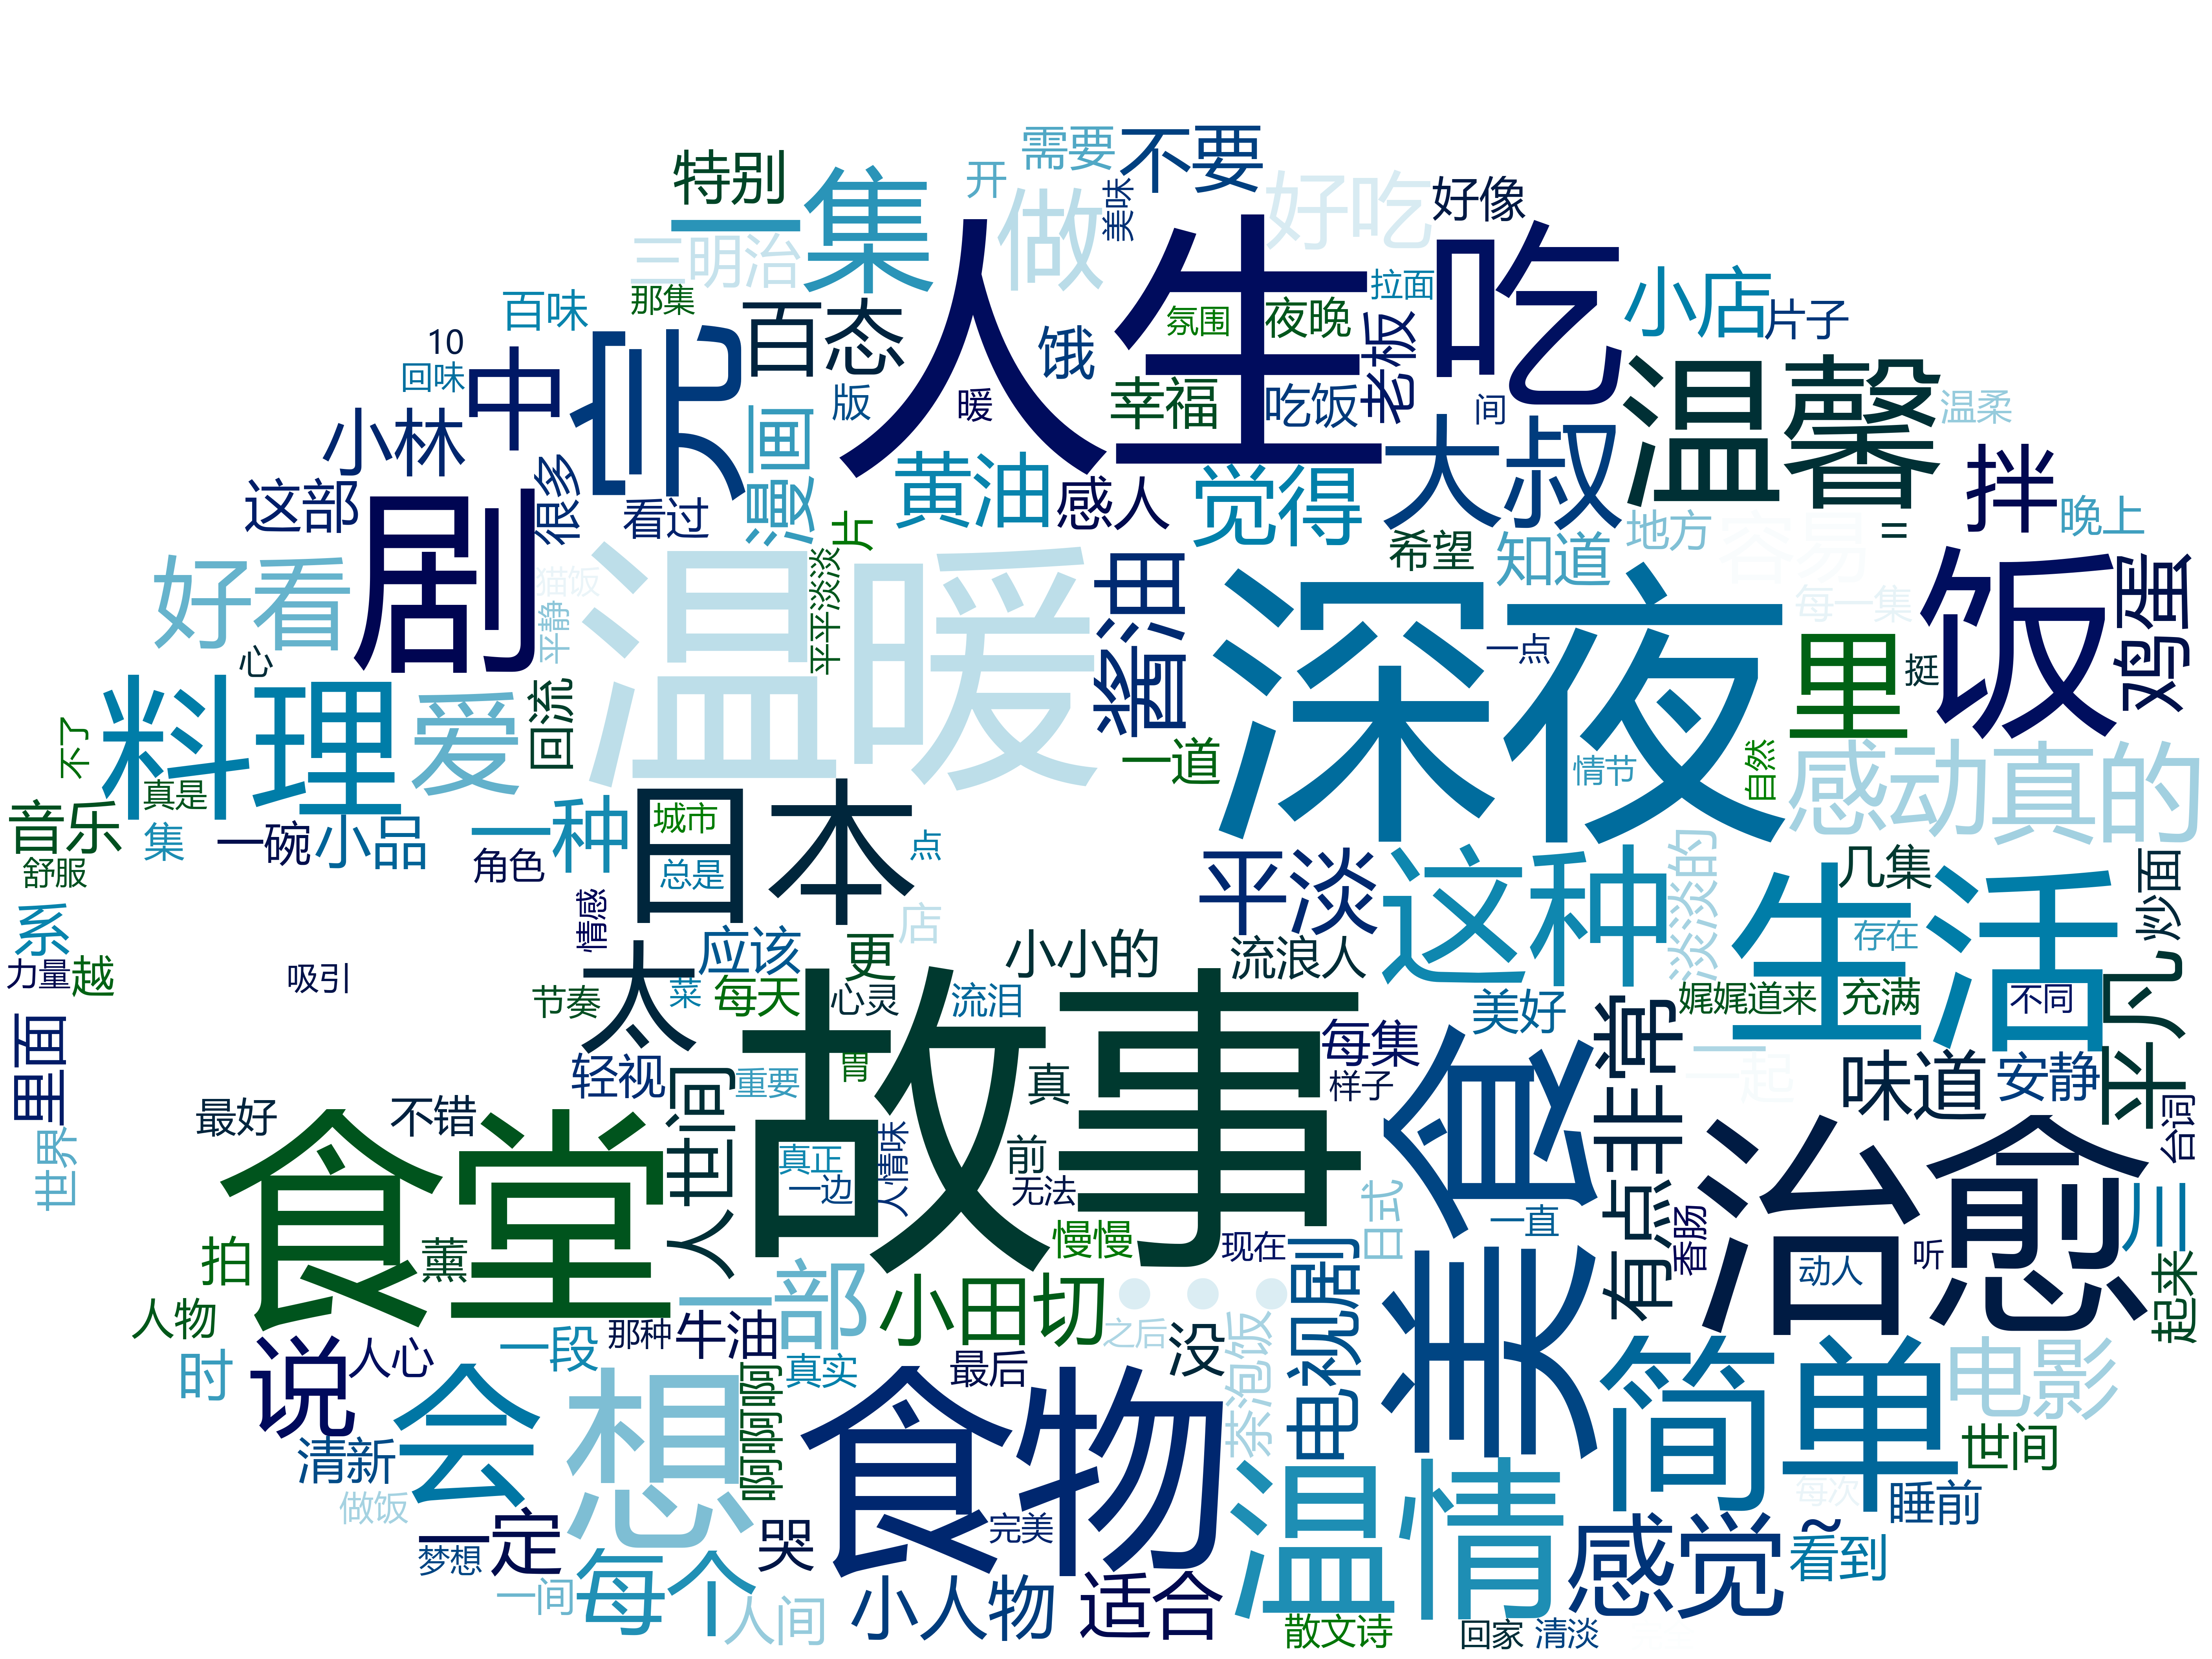 需要
不要
特别
一集
开
做
美味
好吃
好像
三明治
人生
吃
小店
片子
百味
那集
10
回味
中
完
百态
饿
氛围
夜晚
拉面
老板
温馨
温柔
小林
版
漫画
暖
幸福
吃饭
间
大叔
这部
很多
看过
黄油
感人
觉得
拌
晚上
剧
片
希望
知道
地方
=
容易
好看
猫饭
平静
平平淡淡
温暖
酱油
深夜
每一集
饭
鸡蛋
心
一点
里
挺
料理
爱
回流
一道
情节
自然
感动
真的
不了
真是
音乐
集
一碗
小品
一种
角色
日本
城市
总是
点
平淡
这种
淡淡的
几集
生活
炒面
舒服
系
力量
越
吸引
情感
店
太
应该
更
小小的
流浪人
存在
平凡
节奏
菜
每天
心灵
流泪
美好
娓娓道来
充满
不同
里面
轻视
重要
胃
真
每集
样子
非常
一起
味道
安静
世界
最好
不错
食堂
人世间
故事
真正
一边
人情味
前
无法
美食
一直
有点
香肠
治愈
台词
三
拍
薰
慢慢
现在
日式
动人
听
起来
人物
时
说
人心
一段
那种
牛油
一部
小田切
...
之后
没
茶泡饭
电视剧
简单
电影
真实
最后
清新
会
想
啊啊啊啊
食物
世间
做饭
一定
梦想
哭
完美
温情
感觉
~
看到
每次
睡前
一间
每个
人间
小人物
适合
散文诗
回家
清淡